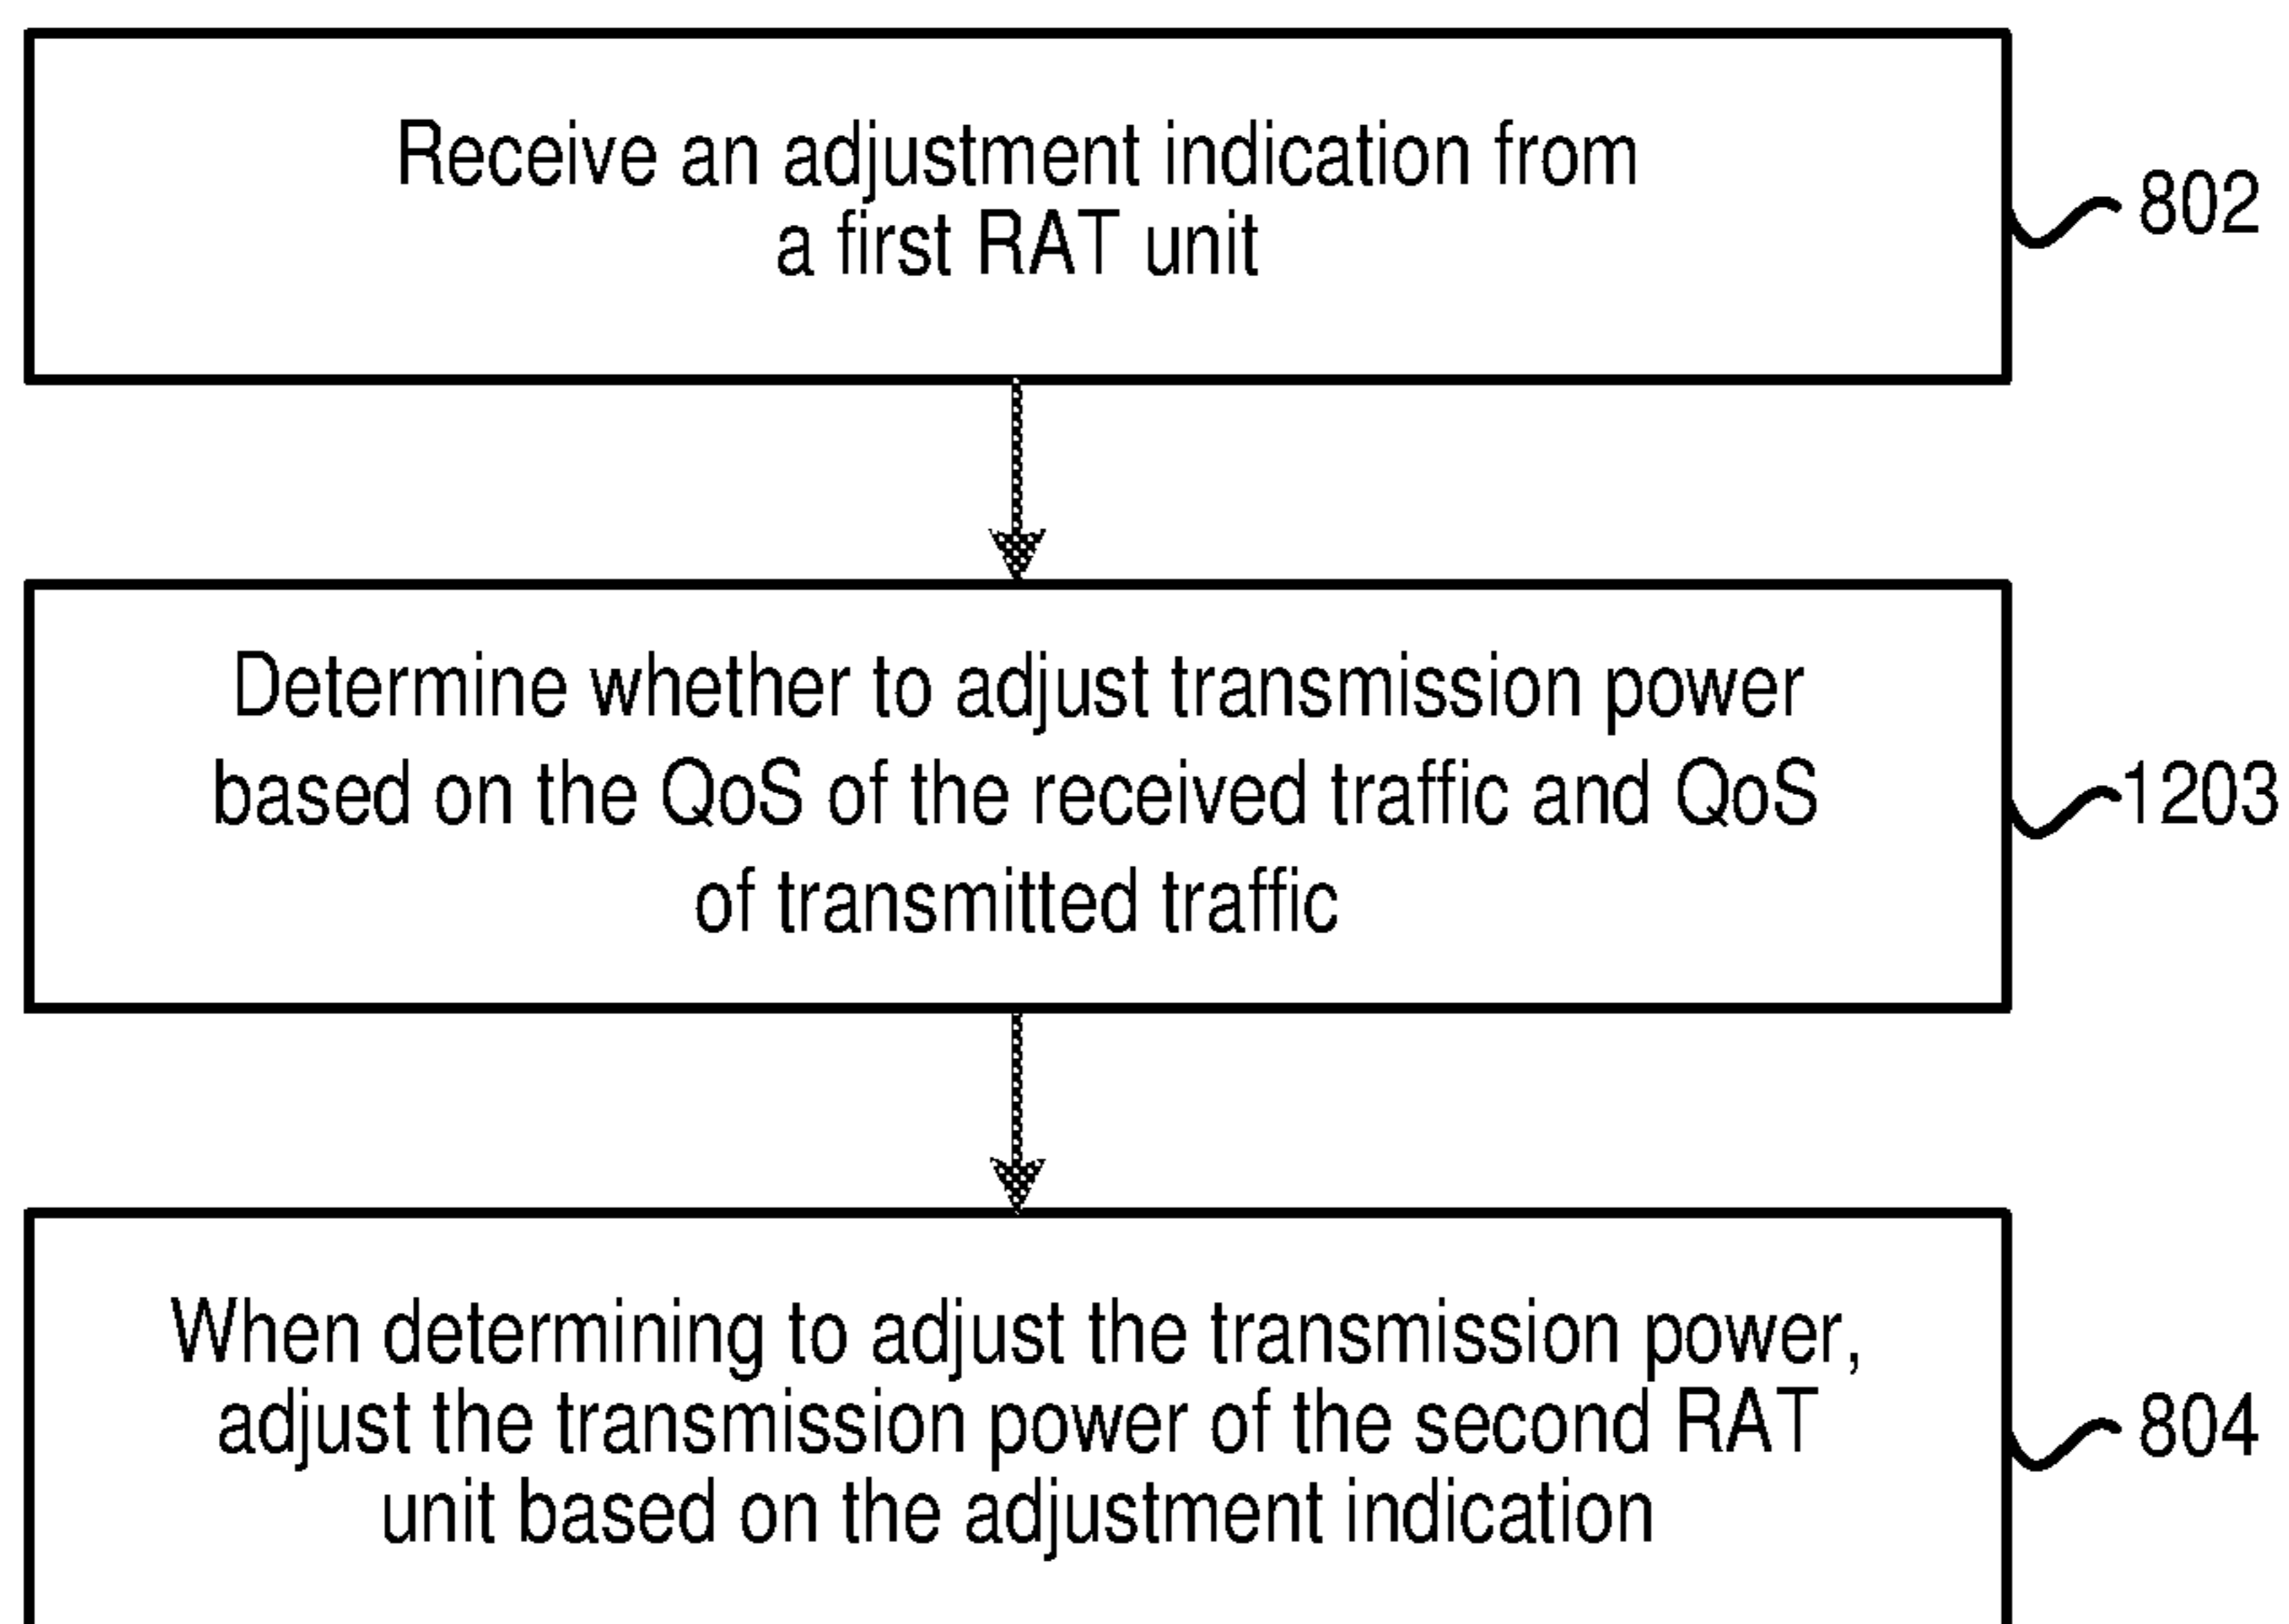 Receive an adjustment indication from
a first RAT unit
802
Determine whether to adjust transmission power
based on the QoS of the received traffic and QoS
of transmitted traffic
1203
When determining to adjust the transmission power,
adjust the transmission power of the second RAT
unit based on the adjustment indication
804